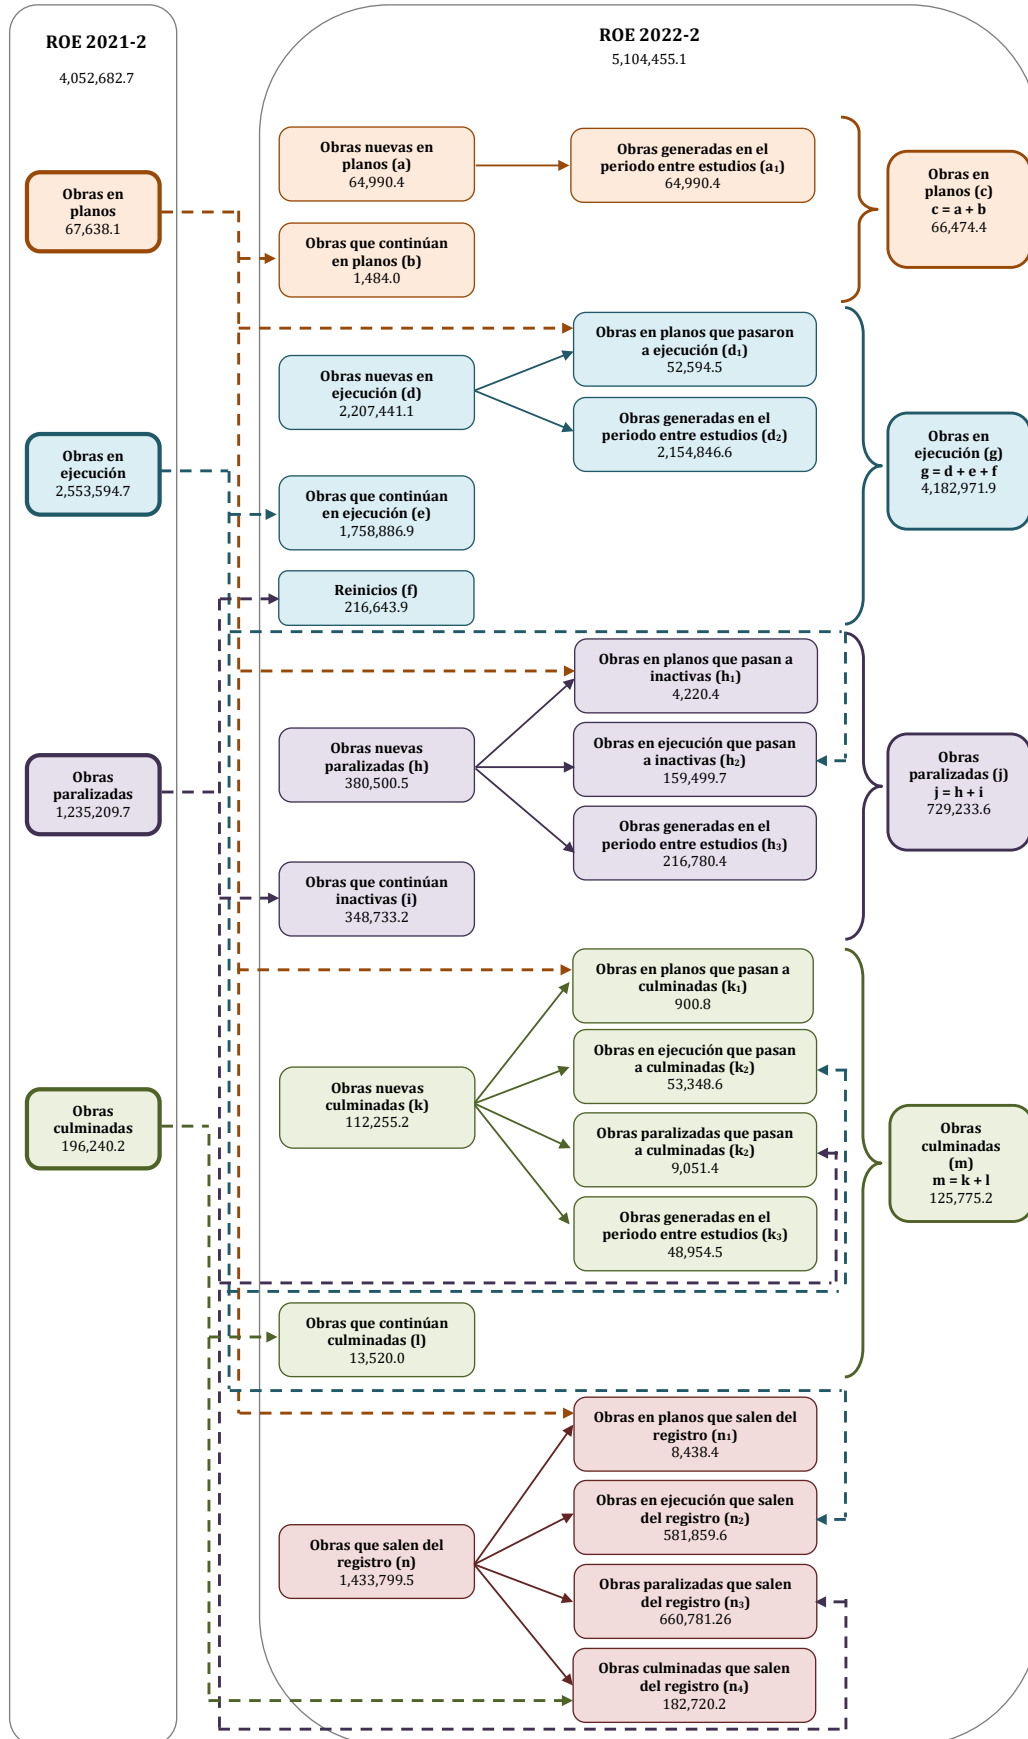 ROE 2021-2
4,052,682.7
Obras en
planos
67,638.1
Obras en
ejecución
2,553,594.7
Obras
paralizadas
1,235,209.7
Obras
culminadas
196,240.2
ROE 2022-2
5,104,455.1
Obras nuevas en
planos (a)
64,990.4
Obras generadas en el
periodo entre estudios (a₁)
64,990.4
Obras que continúan
en planos (b)
1,484.0
Obras en
planos (c)
c = a + b
66,474.4
Obras en planos que pasaron
a ejecución (d₁)
52,594.5
Obras nuevas en
ejecución (d)
2,207,441.1
Obras generadas en el
periodo entre estudios (d₂)
2,154,846.6
Obras que continúan
en ejecución (e)
1,758,886.9
Reinicios (f)
216,643.9
Obras en
ejecución (g)
g = d + e + f
4,182,971.9
Obras en planos que pasan a
inactivas (h₁)
4,220.4
Obras nuevas
paralizadas (h)
380,500.5
Obras en ejecución que pasan
a inactivas (h₂)
159,499.7
Obras generadas en el
periodo entre estudios (h₃)
216,780.4
Obras que continúan
inactivas (i)
348,733.2
Obras
paralizadas (j)
j = h + i
729,233.6
Obras en planos que pasan a
culminadas (k₁)
900.8
Obras en ejecución que pasan
a culminadas (k₂)
53,348.6
Obras nuevas
culminadas (k)
112,255.2
Obras paralizadas que pasan
a culminadas (k₂)
9,051.4
Obras generadas en el
periodo entre estudios (k₃)
48,954.5
Obras que continúan
culminadas (l)
13,520.0
Obras
culminadas
(m)
m = k + l
125,775.2
Obras en planos que salen del
registro (n₁)
8,438.4
Obras en ejecución que salen
del registro (n₂)
581,859.6
Obras que salen del
registro (n)
1,433,799.5
Obras paralizadas que salen
del registro (n₃)
660,781.26
Obras culminadas que salen
del registro (n₄)
182,720.2